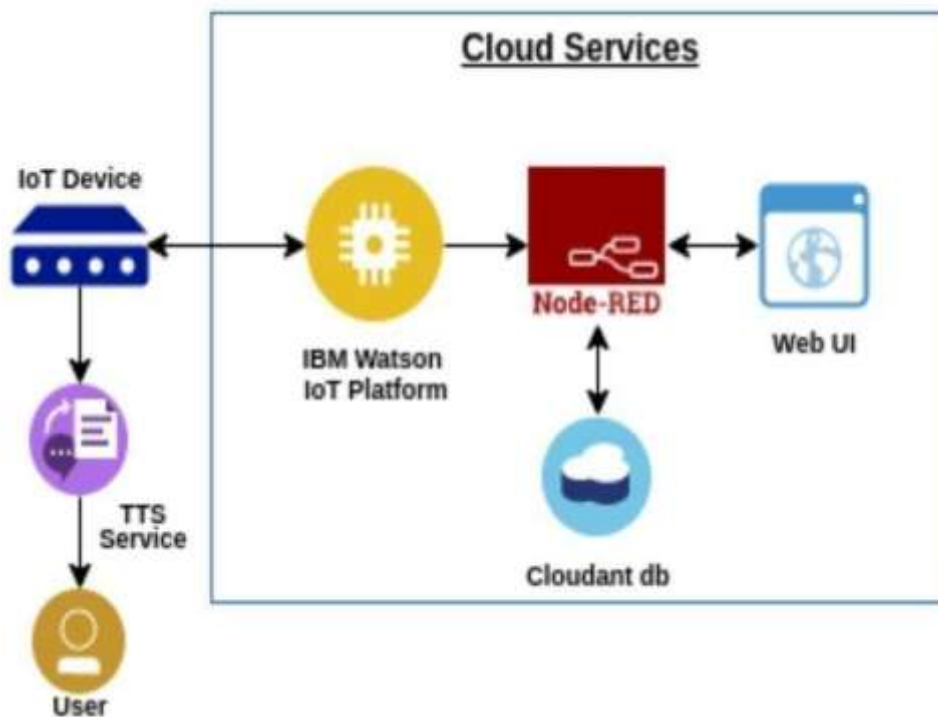 Cloud Services
IoT Device
Node-RED
Web UI
IBM Watson
IoT Platform
TTS
Service
Cloudant db
User